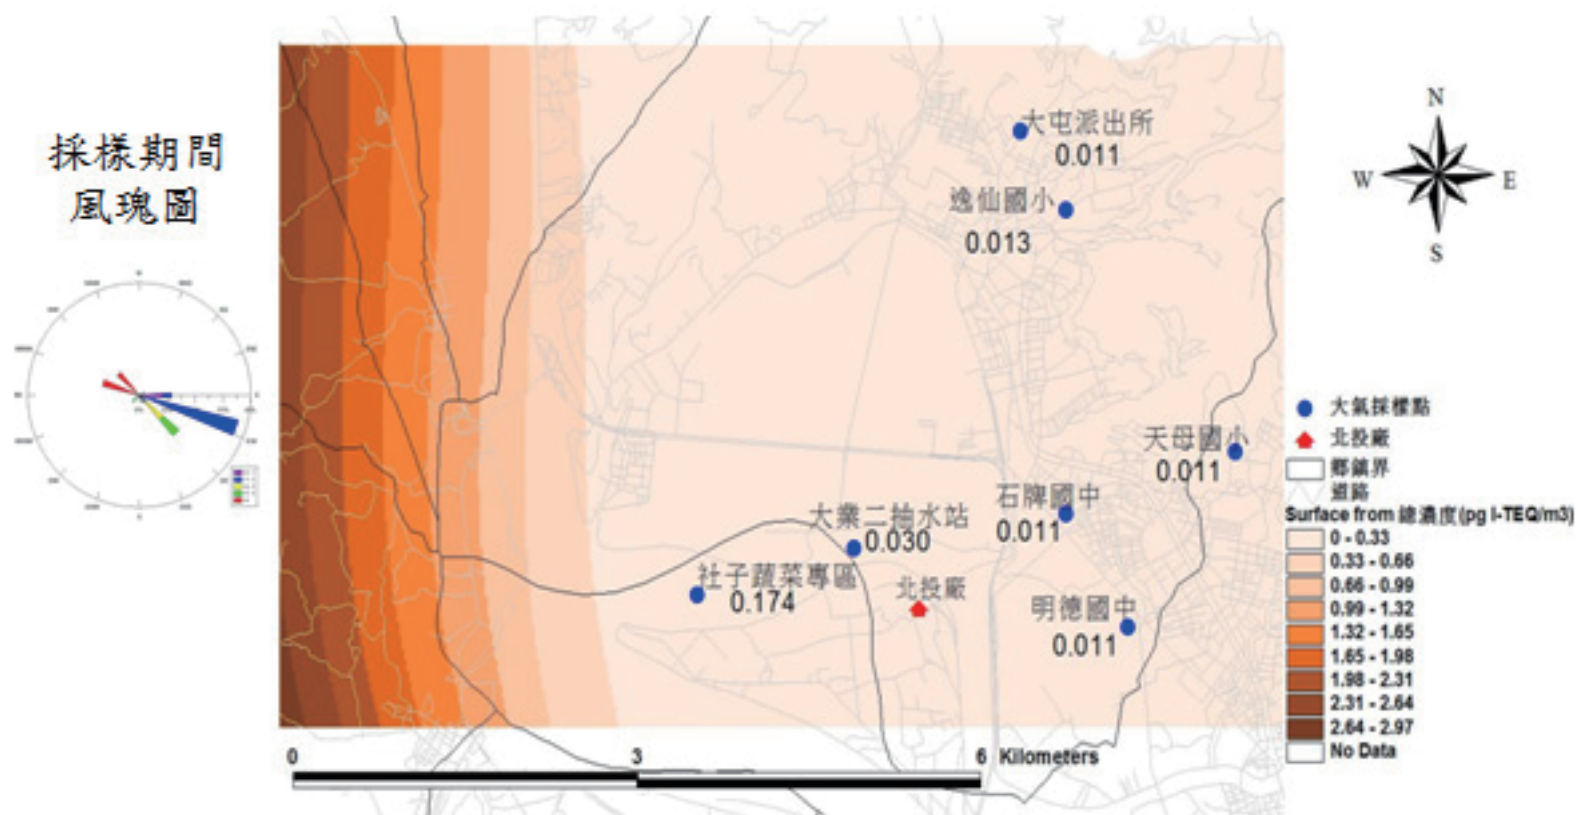 採樣期間
風瑰圖
大屯派出所
0.011
逸仙國小
0.013
天母國小
0.011
石牌國中
0.011
大業二抽水站
0.030
社子蔬菜專區
0.174
北投廠
明德國中
0.011
N
W
E
S
大氣採樣點
北投廠
鄉鎮界
道路
Surface from 總濃度(pg I-TEQ/m3)
0 - 0.33
0.33 - 0.66
0.66 - 0.99
0.99 - 1.32
1.32 - 1.65
1.65 - 1.98
1.98 - 2.31
2.31 - 2.64
2.64 - 2.97
No Data
0 3 6 Kilometers